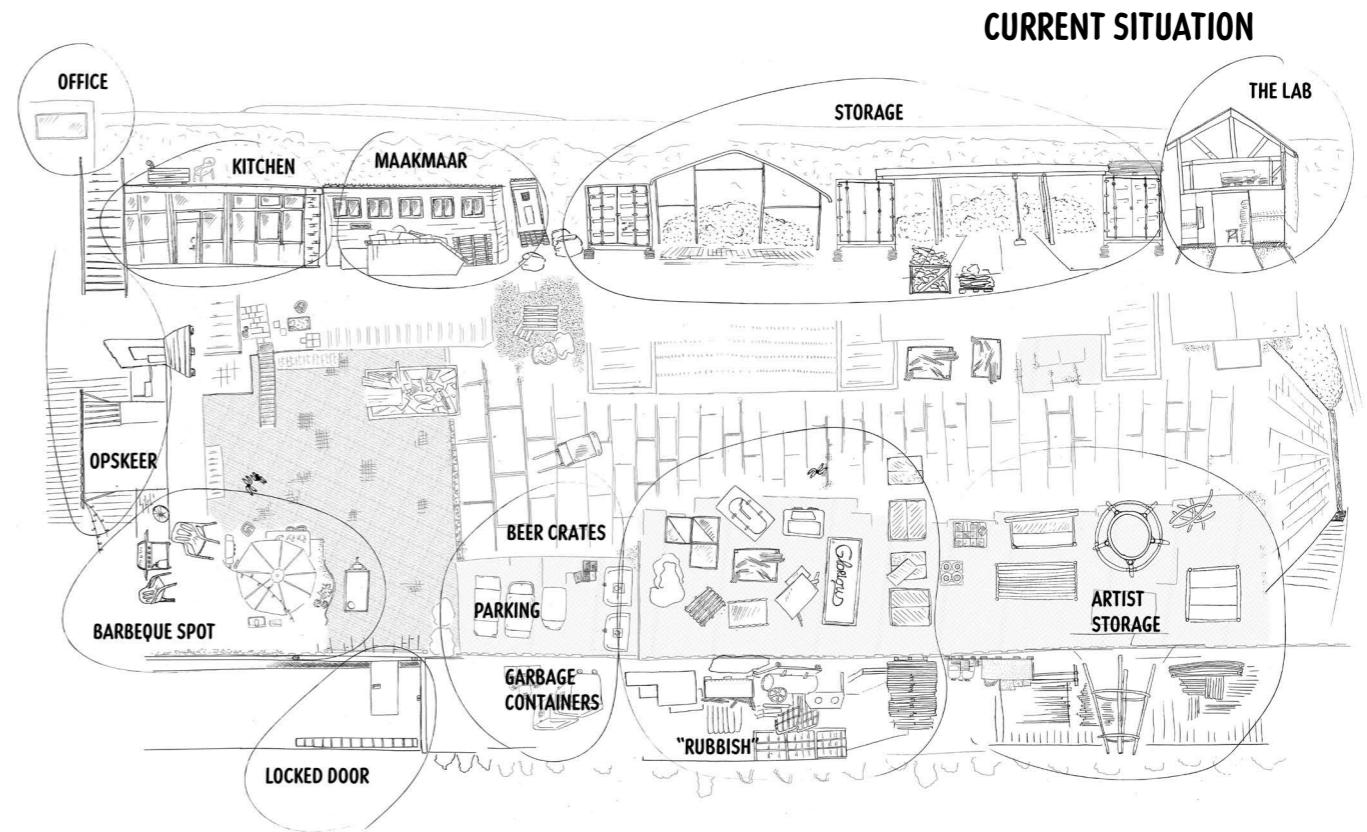 CURRENT SITUATION
OFFICE
KITCHEN
MAAKMAAR
STORAGE
THE LAB
OPSKEER
BARBEQUE SPOT
BEER CRATES
PARKING
GARBAGE
CONTAINERS
"RUBBISH"
ARTIST
STORAGE
LOCKED DOOR